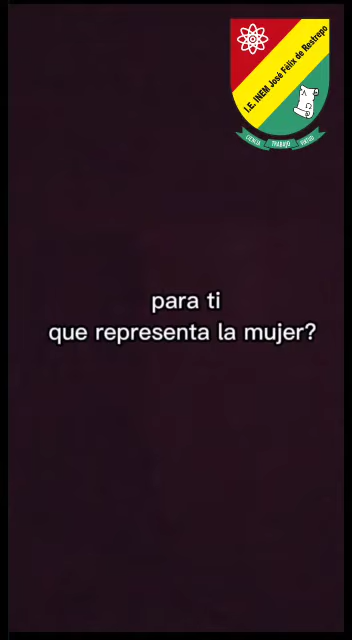 I.E. INEM José Félix de Restrepo
CIENCIA TRABAJO VIRTUD
para ti
que representa la mujer?